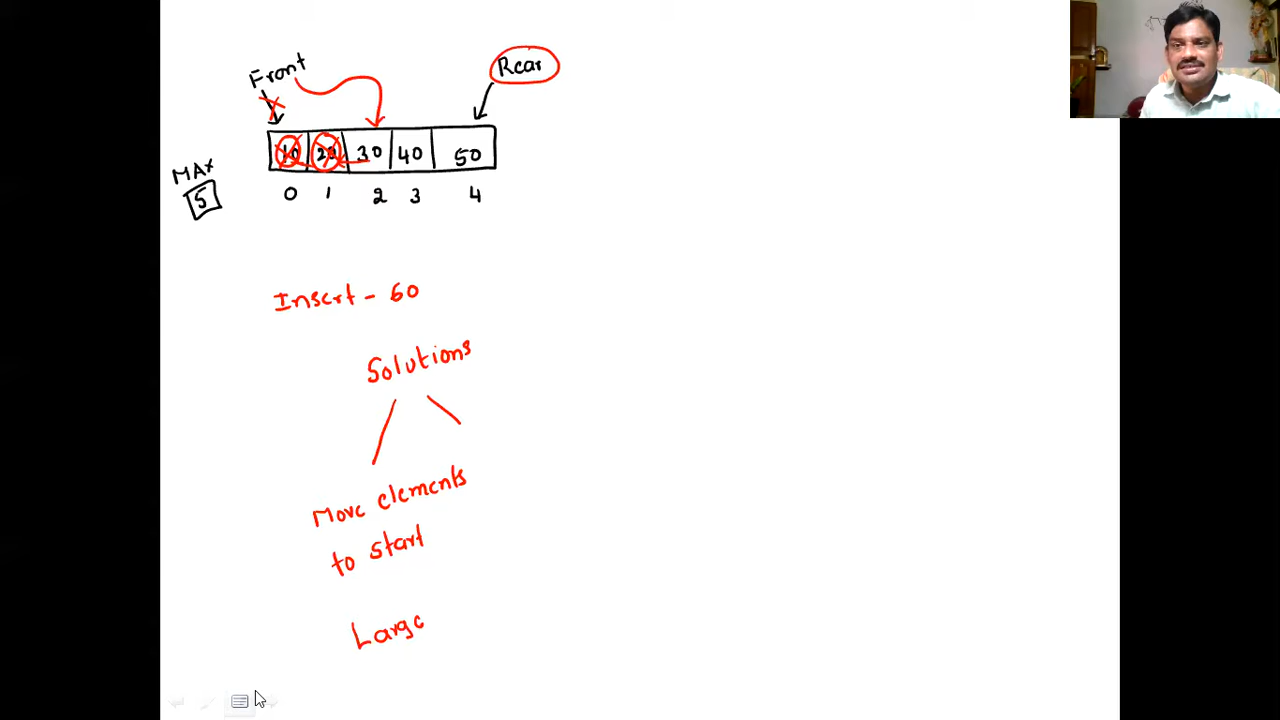 Front
Rear
10 20 30 40 50
MAX
5
0 1 2 3 4
Insert - 60
Solutions
Move elements
to start
Large